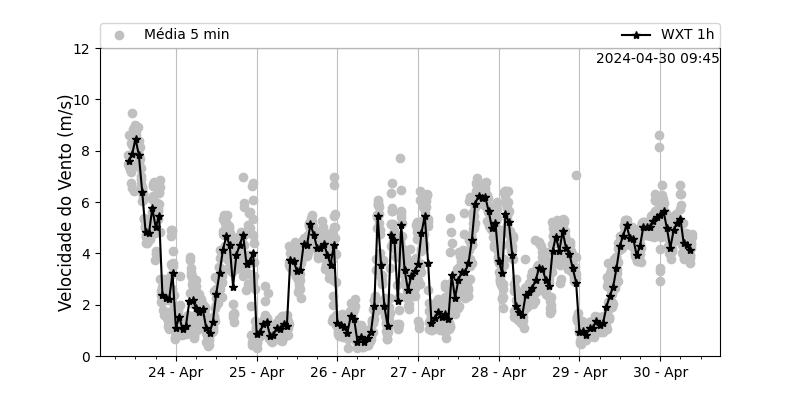 Média 5 min
WXT 1h
2024-04-30 09:45
Velocidade do Vento (m/s)
12
10
8
6
4
2
0
24 - Apr
25 - Apr
26 - Apr
27 - Apr
28 - Apr
29 - Apr
30 - Apr